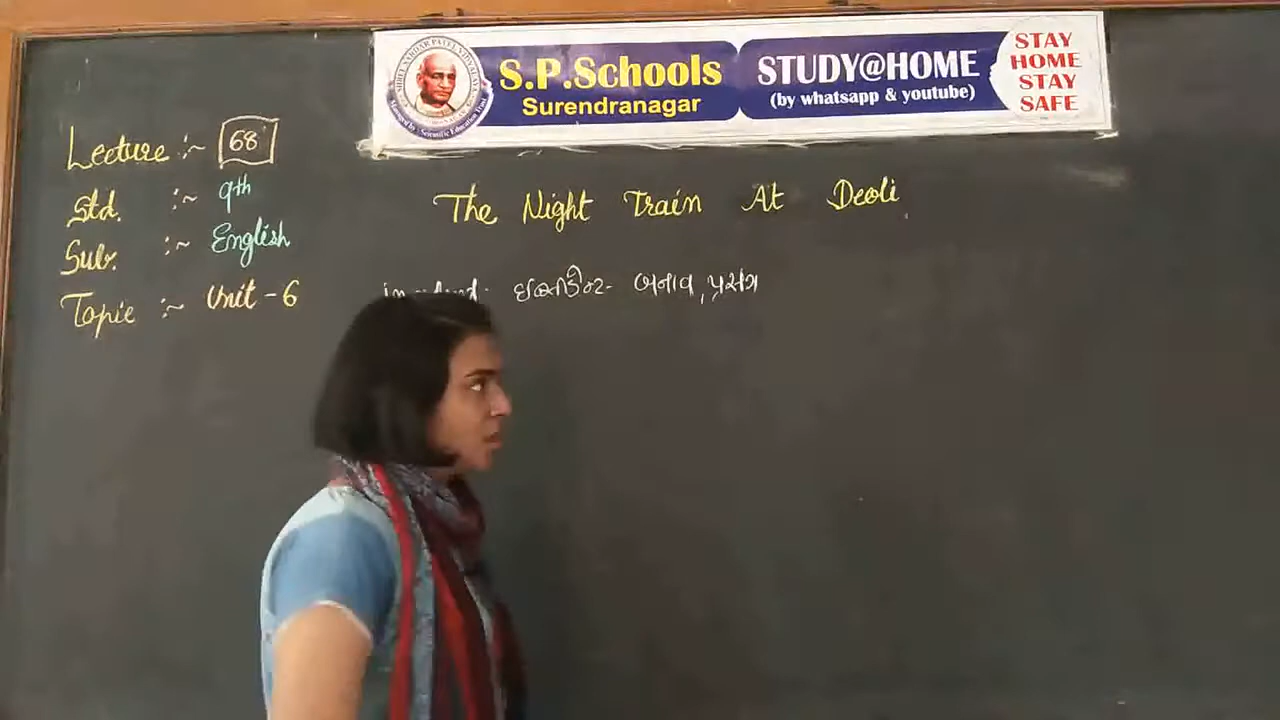 S.P.Schools
Surendranagar
STUDY@HOME
(by whatsapp & youtube)
STAY
HOME
STAY
SAFE
Lecture :~ 68
Std. :~ 9th
Sub. :~ English
Topic :~ Unit - 6
The Night Train At Deoli
બનાવ, પ્રસંગ